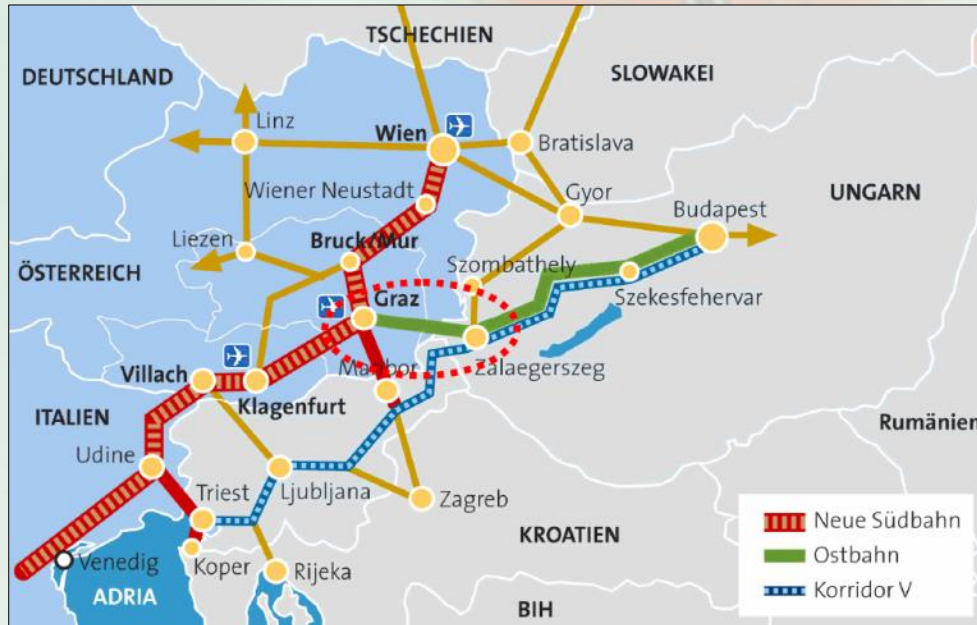 TSCHECHIEN
DEUTSCHLAND
SLOWAKEI
Linz
Wien
Bratislava
Wiener Neustadt
Gyor
UNGARN
Budapest
Liezen
Bruck/Mur
ÖSTERREICH
Szombathely
Graz
Szekesfehervar
Maribor
Zalaegerszeg
Villach
Klagenfurt
ITALIEN
Rumänien
Udine
Triest
Ljubljana
Zagreb
Neue Südbahn
KROATIEN
Ostbahn
Venedig
Koper
Rijeka
Korridor V
ADRIA
BIH